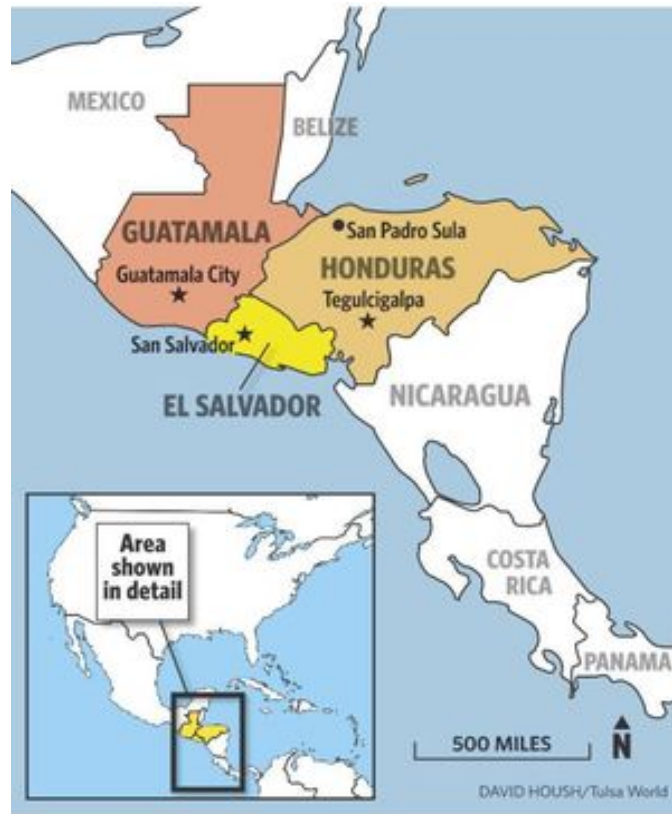 MEXICO
BELIZE
GUATAMALA
Guatamala City
San Padro Sula
HONDURAS
Tegulcigalpa
San Salvador
EL SALVADOR
NICARAGUA
COSTA
RICA
PANAMA
Area
shown
in detail
500 MILES
N
DAVID HOUSH/Tulsa World